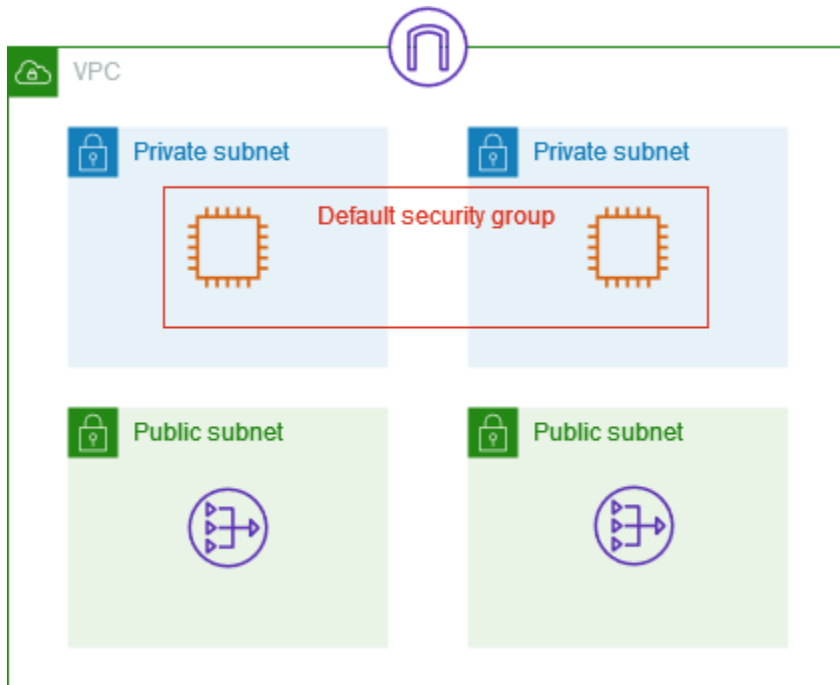 VPC
Private subnet
Private subnet
Default security group
Public subnet
Public subnet